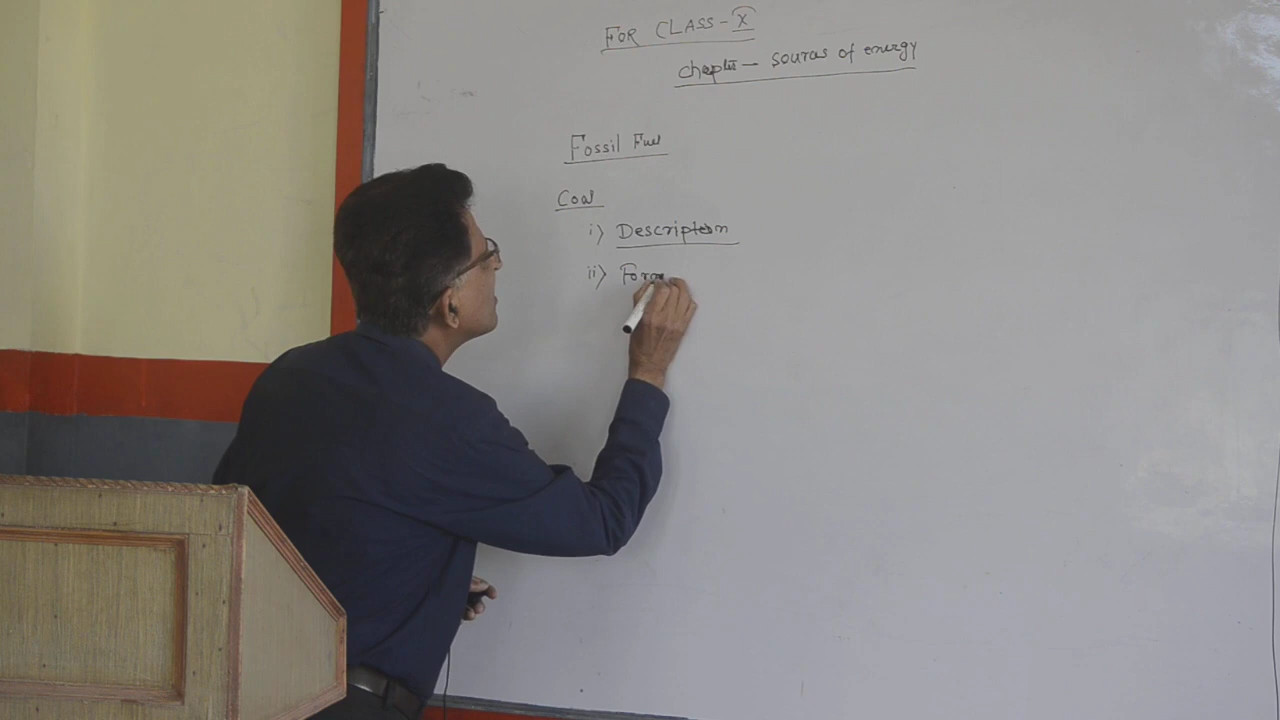 FOR CLASS - X
Chapter - sources of energy
Fossil Fuel
Coal
i) Description
ii) Form